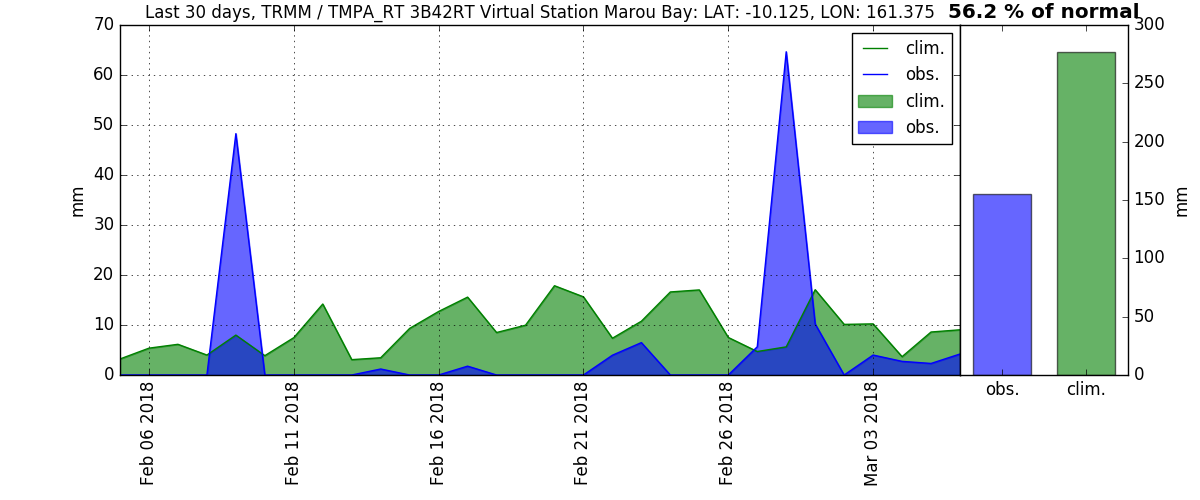 Last 30 days, TRMM / TMPA_RT 3B42RT Virtual Station Marou Bay: LAT: -10.125, LON: 161.375
56.2 % of normal
70
60
50
40
30
20
10
0
mm
clim.
obs.
clim.
obs.
Feb 06 2018
Feb 11 2018
Feb 16 2018
Feb 21 2018
Feb 26 2018
Mar 03 2018
300
250
200
150
100
50
0
mm
obs.
clim.